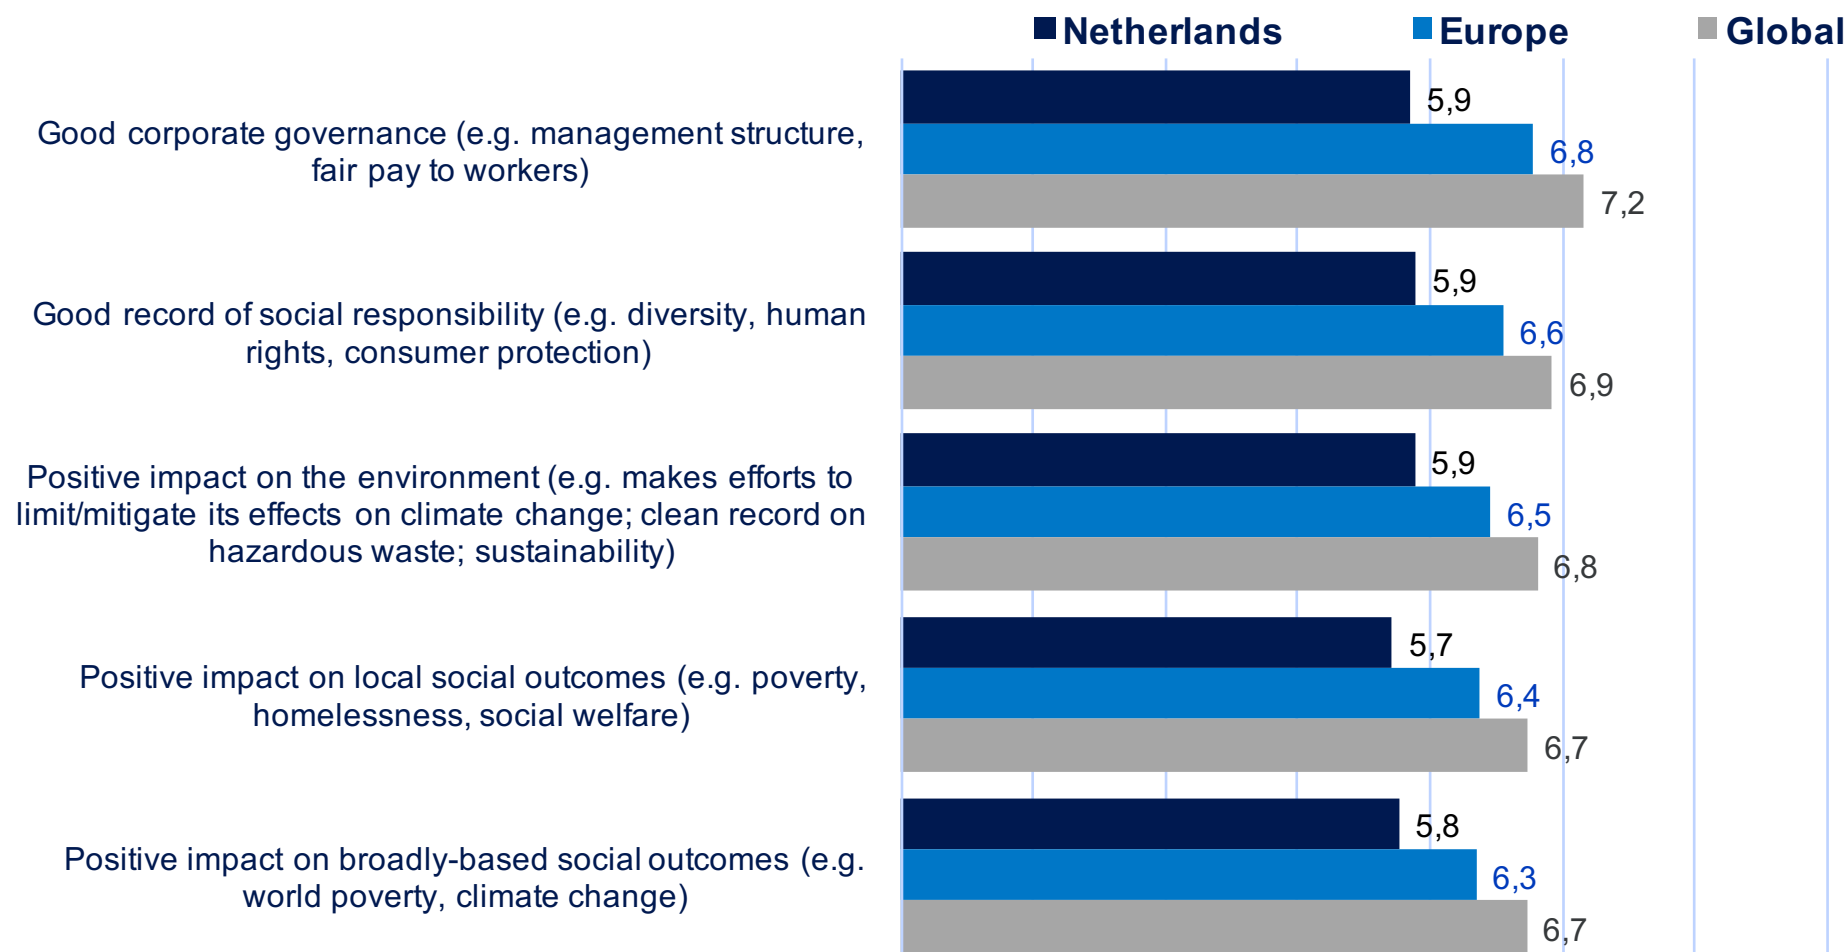 Netherlands Europe Global
Good corporate governance (e.g. management structure,
fair pay to workers)
5,9
6,8
7,2
Good record of social responsibility (e.g. diversity, human
rights, consumer protection)
5,9
6,6
6,9
Positive impact on the environment (e.g. makes efforts to
limit/mitigate its effects on climate change; clean record on
hazardous waste; sustainability)
5,9
6,5
6,8
Positive impact on local social outcomes (e.g. poverty,
homelessness, social welfare)
5,7
6,4
6,7
Positive impact on broadly-based social outcomes (e.g.
world poverty, climate change)
5,8
6,3
6,7